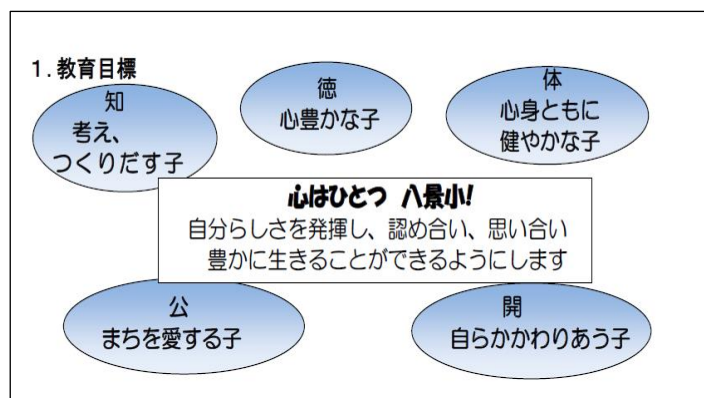 1.教育目標
知
考え、
つくりだす子
徳
心豊かな子
体
心身ともに
健やかな子
心はひとつ 八景小!
自分らしさを発揮し、認め合い、思い合い
豊かに生きることができるようにします
公
まちを愛する子
開
自らかかわりあう子